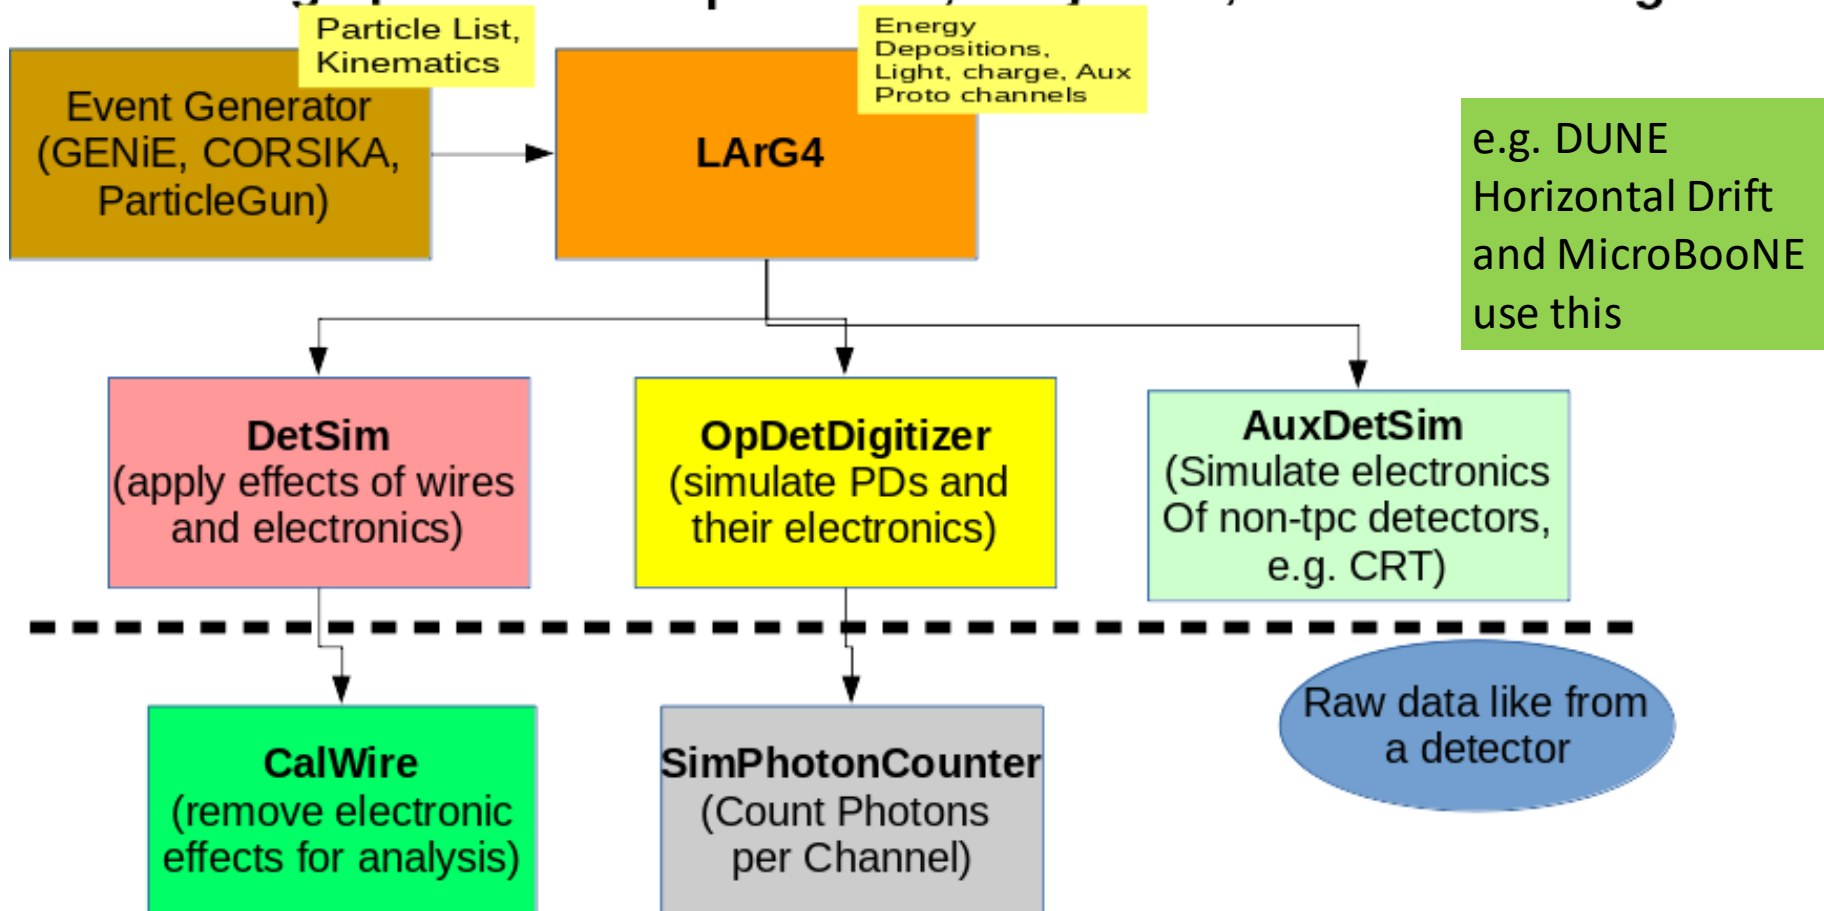 Particle List,
Kinematics
Energy
Depositions,
Light, charge, Aux
Proto channels
Event Generator
(GENiE, CORSIKA,
ParticleGun)
LArG4
e.g. DUNE
Horizontal Drift
and MicroBooNE
use this
DetSim
(apply effects of wires
and electronics)
OpDetDigitizer
(simulate PDs and
their electronics)
AuxDetSim
(Simulate electronics
Of non-tpc detectors,
e.g. CRT)
Raw data like from
a detector
CalWire
(remove electronic
effects for analysis)
SimPhotonCounter
(Count Photons
per Channel)